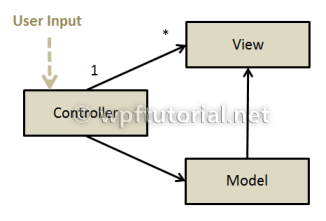 User Input
*
View
1
Controller
© wpftutorial.net
Model